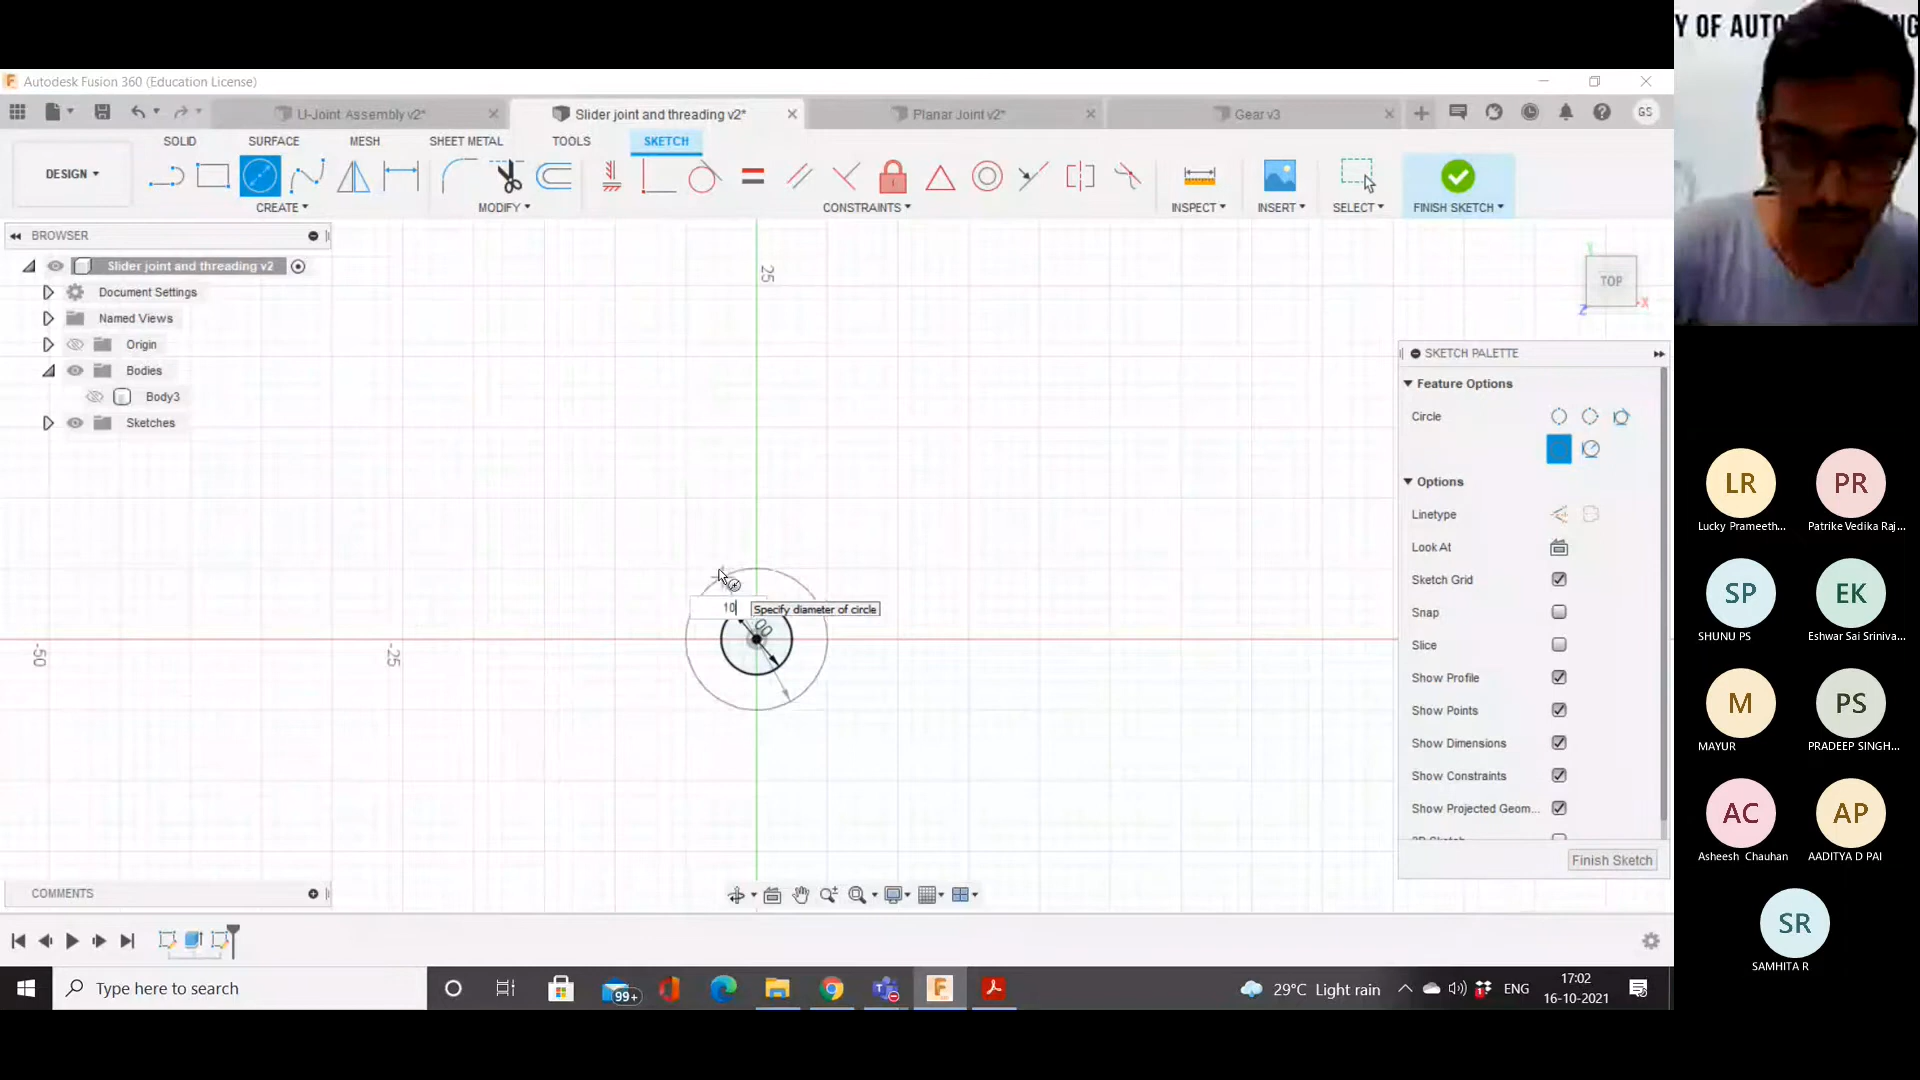 Y OF AUTO
NG
Autodesk Fusion 360 (Education License)
U-Joint Assembly v2*
Slider joint and threading v2*
Planar Joint v2*
Gear v3
GS
SOLID
SURFACE
MESH
SHEET METAL
TOOLS
SKETCH
DESIGN
CREATE
MODIFY
CONSTRAINTS
INSPECT
INSERT
SELECT
FINISH SKETCH
BROWSER
Slider joint and threading v2
Document Settings
Named Views
Origin
Bodies
Body3
Sketches
25
-50
-25
10
Specify diameter of circle
Y
TOP
X
Z
SKETCH PALETTE
Feature Options
Circle
Options
Linetype
Look At
Sketch Grid
Snap
Slice
Show Profile
Show Points
Show Dimensions
Show Constraints
Show Projected Geom...
Finish Sketch
COMMENTS
LR
Lucky Prameeth...
PR
Patrike Vedika Raj...
SP
SHUNU PS
EK
Eshwar Sai Sriniva...
M
MAYUR
PS
PRADEEP SINGH...
AC
Asheesh Chauhan
AP
AADITYA D PAI
SR
SAMHITA R
Type here to search
99+
29°C Light rain
ENG
17:02
16-10-2021